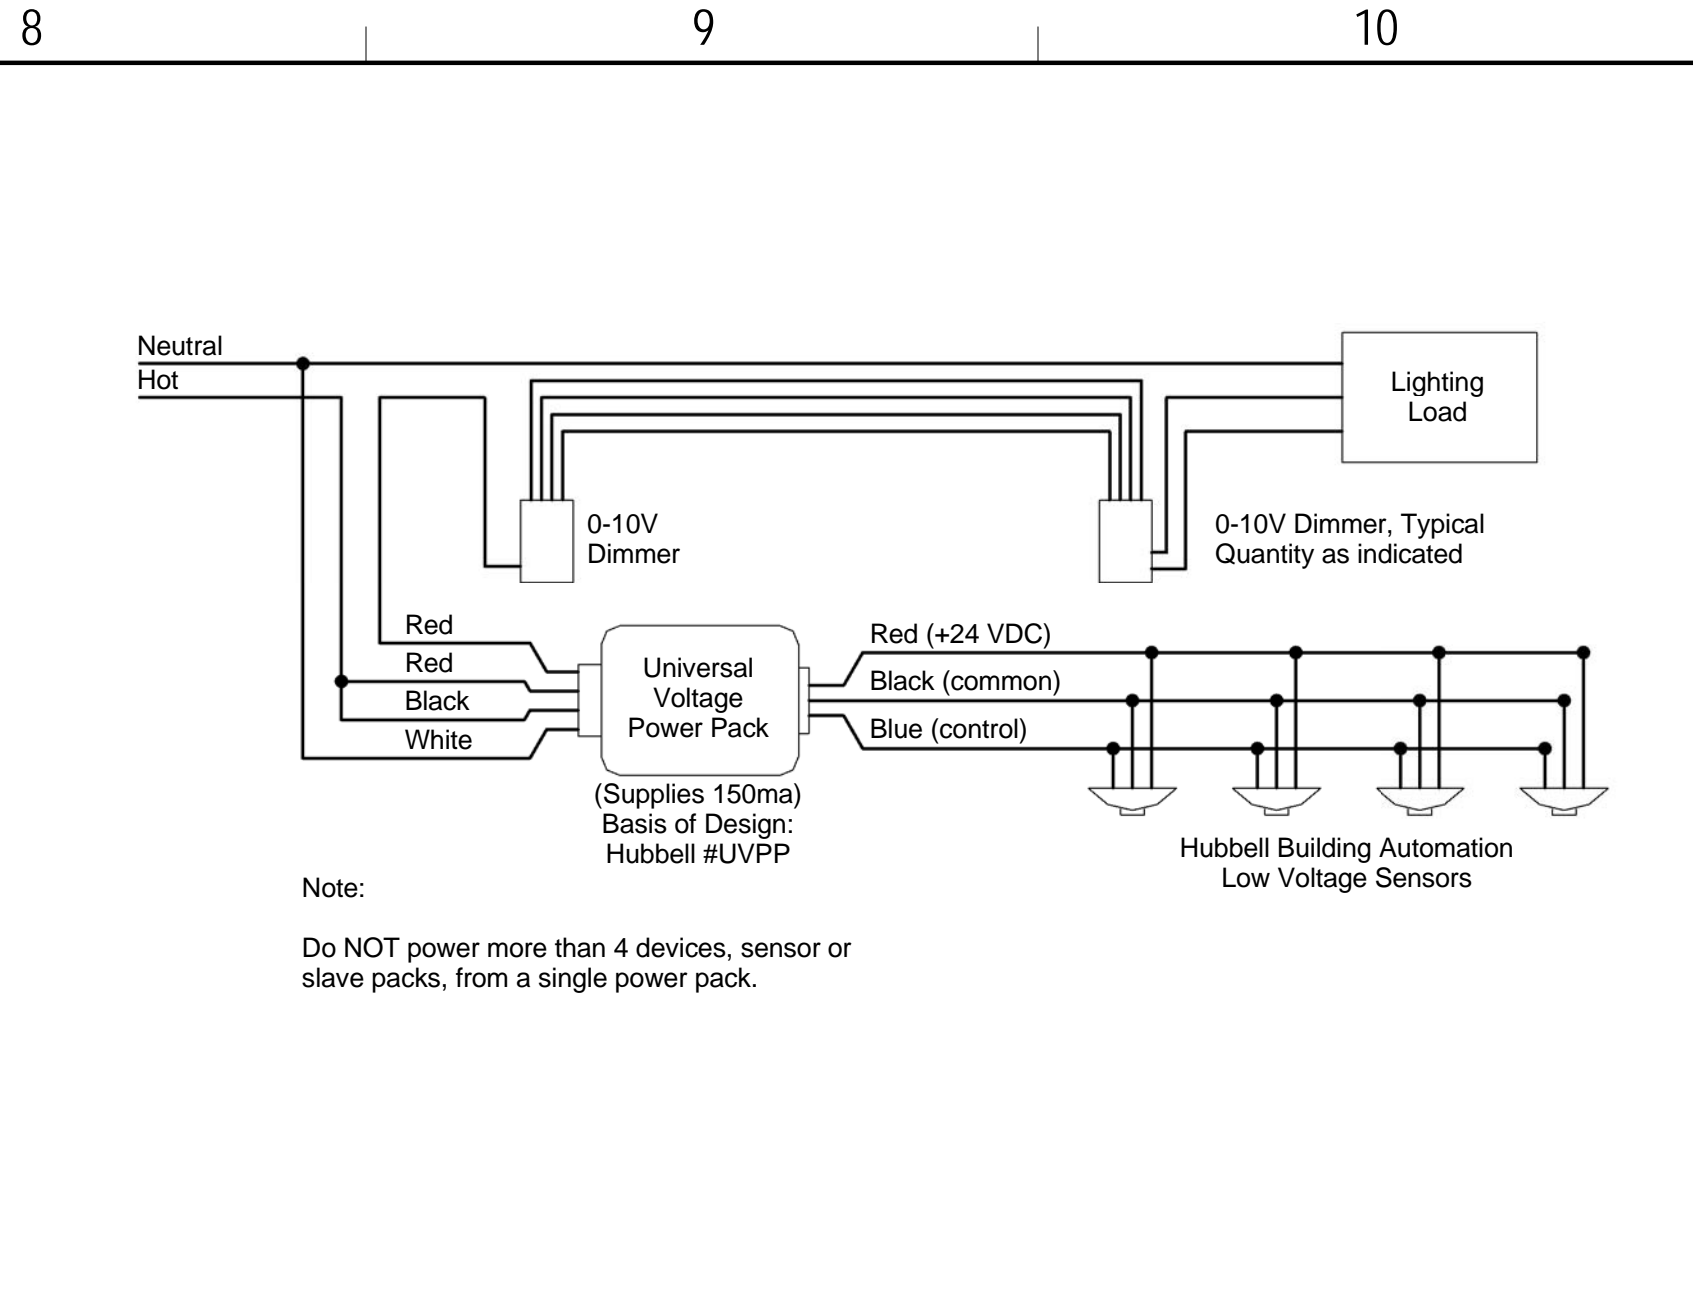 8
9
10
Neutral
Hot
Lighting
Load
0-10V
Dimmer
0-10V Dimmer, Typical
Quantity as indicated
Red
Red
Black
White
Universal
Voltage
Power Pack
Red (+24 VDC)
Black (common)
Blue (control)
(Supplies 150ma)
Basis of Design:
Hubbell #UVPP
Hubbell Building Automation
Low Voltage Sensors
Note:
Do NOT power more than 4 devices, sensor or
slave packs, from a single power pack.